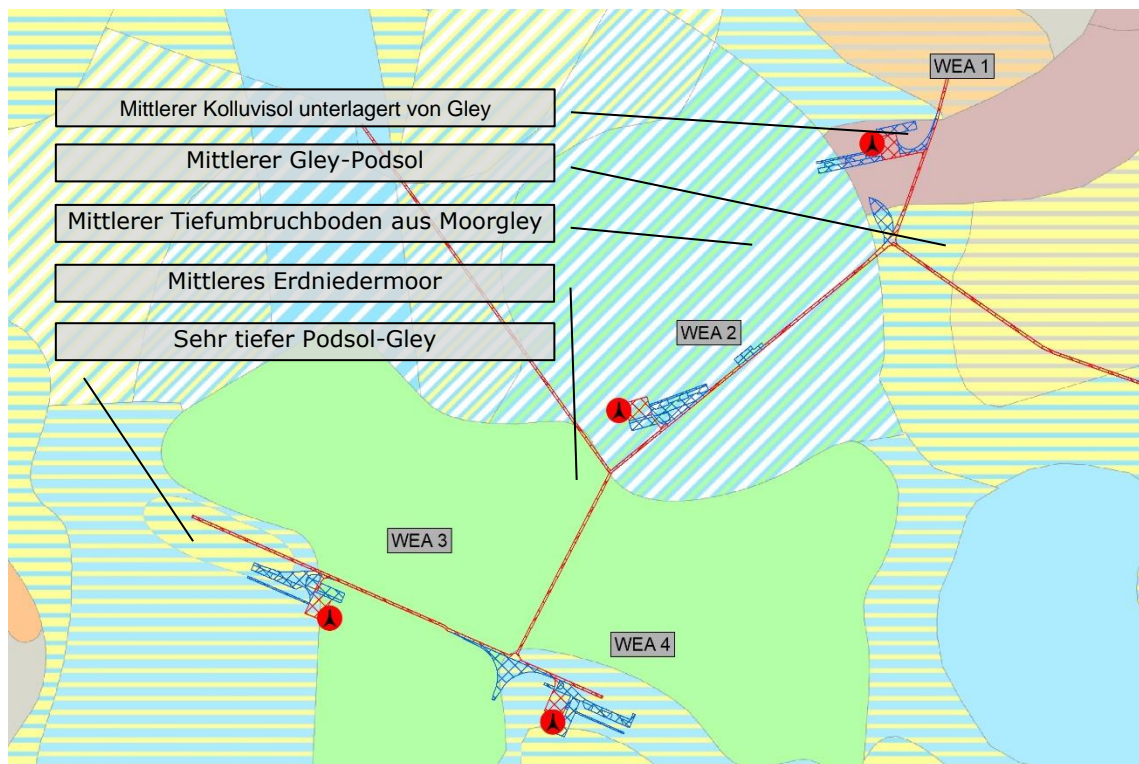 WEA 1
Mittlerer Kolluvisol unterlagert von Gley
Mittlerer Gley-Podsol
Mittlerer Tiefumbruchboden aus Moorgley
Mittleres Erdniedermoor
Sehr tiefer Podsol-Gley
WEA 2
WEA 3
WEA 4